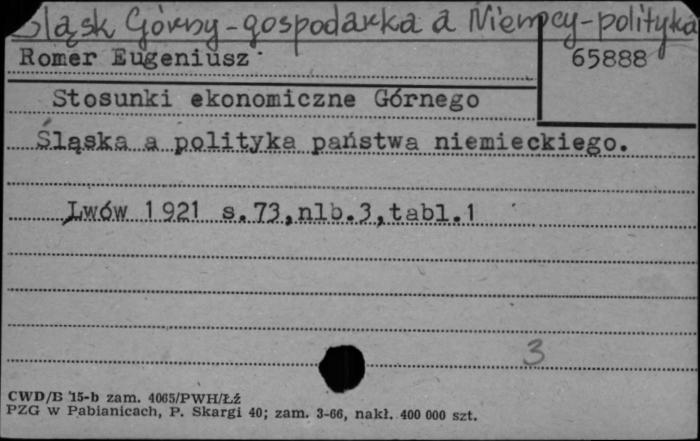 Śląsk Górny - gospodarka a Niemcy - polityka
Romer Eugeniusz
65888
Stosunki ekonomiczne Górnego
Śląska a polityka państwa niemieckiego.
Lwów 1921 s.73,nlb.3,tabl.1
3
CWD/B 15-b zam. 4065/PWH/Łź
PZG w Pabianicach, P. Skargi 40; zam. 3-66, nakł. 400 000 szt.